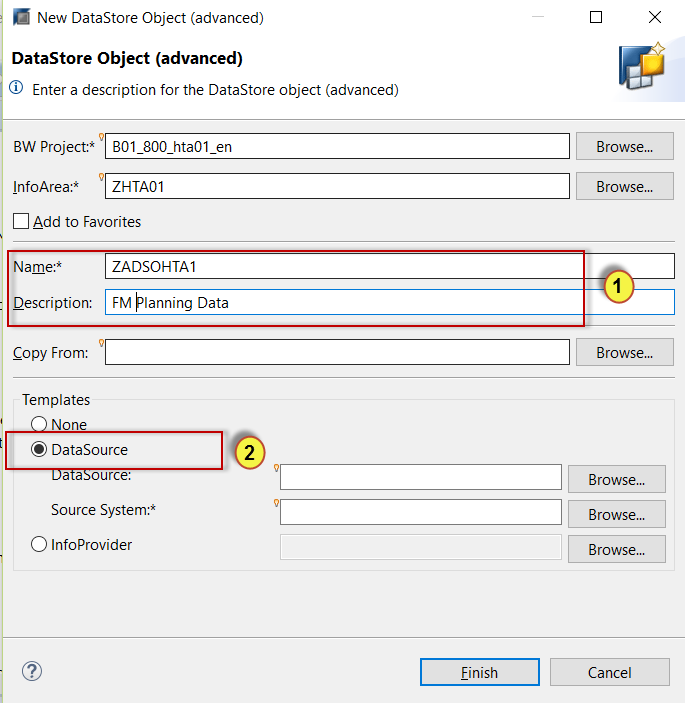 New DataStore Object (advanced)
DataStore Object (advanced)
Enter a description for the DataStore object (advanced)
BW Project:* B01_800_hta01_en Browse...
InfoArea:* ZHTA01 Browse...
Add to Favorites
Name:* ZADSOHTA1
1
Description: FM Planning Data
Copy From: Browse...
Templates
None
DataSource
2
DataSource: Browse...
Source System:* Browse...
InfoProvider Browse...
? Finish Cancel